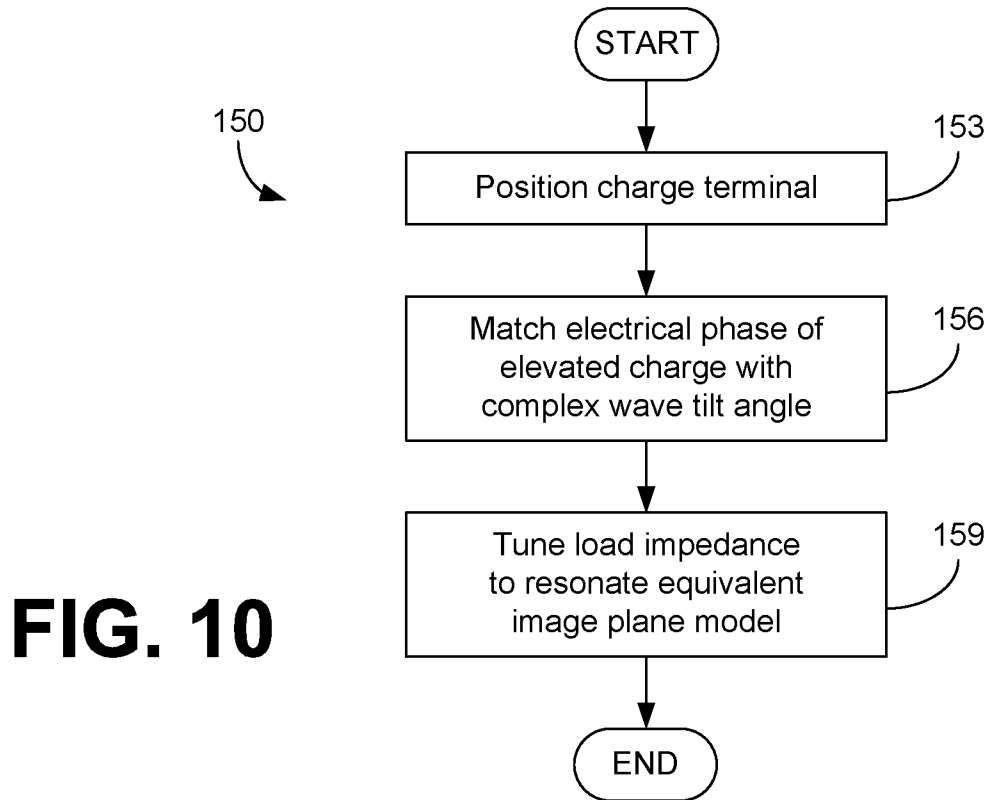 START
150
153
Position charge terminal
156
Match electrical phase of
elevated charge with
complex wave tilt angle
159
Tune load impedance
to resonate equivalent
image plane model
FIG. 10
END